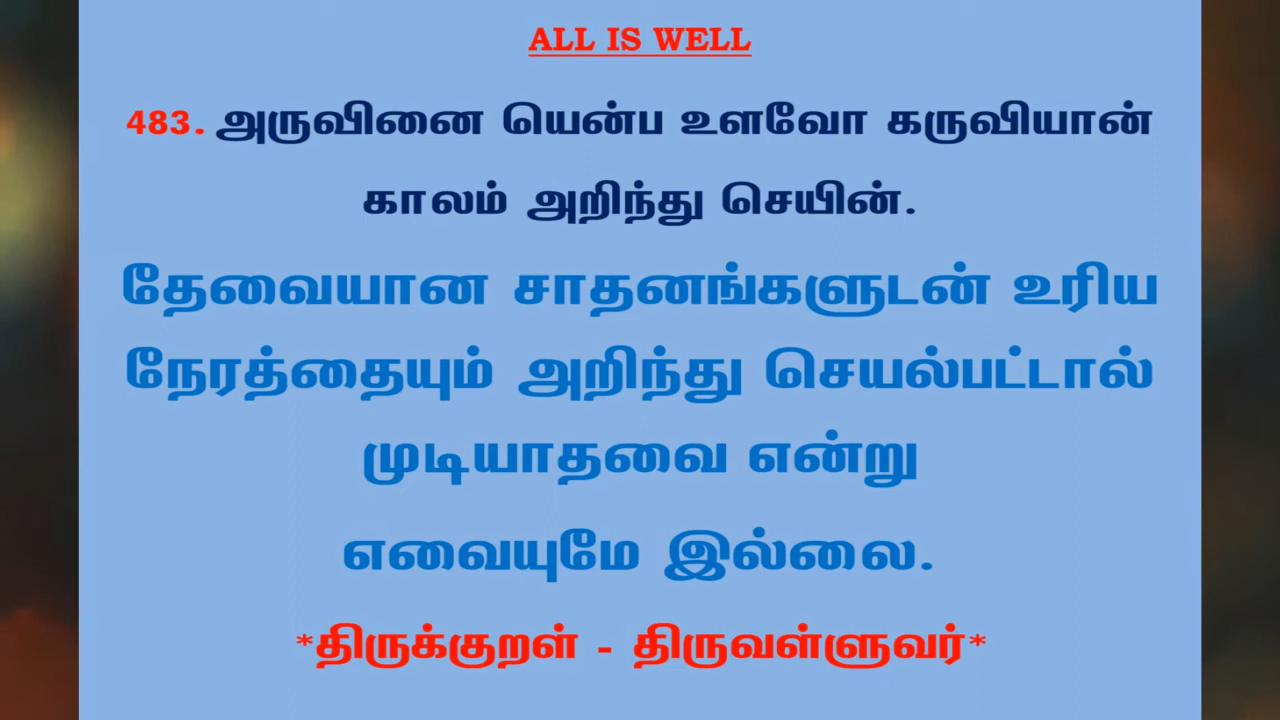 ALL IS WELL
483. அருவினை யென்ப உளவோ கருவியான்
காலம் அறிந்து செயின்.
தேவையான சாதனங்களுடன் உரிய
நேரத்தையும் அறிந்து செயல்பட்டால்
முடியாதவை என்று
எவையுமே இல்லை.
*திருக்குறள் - திருவள்ளுவர்*